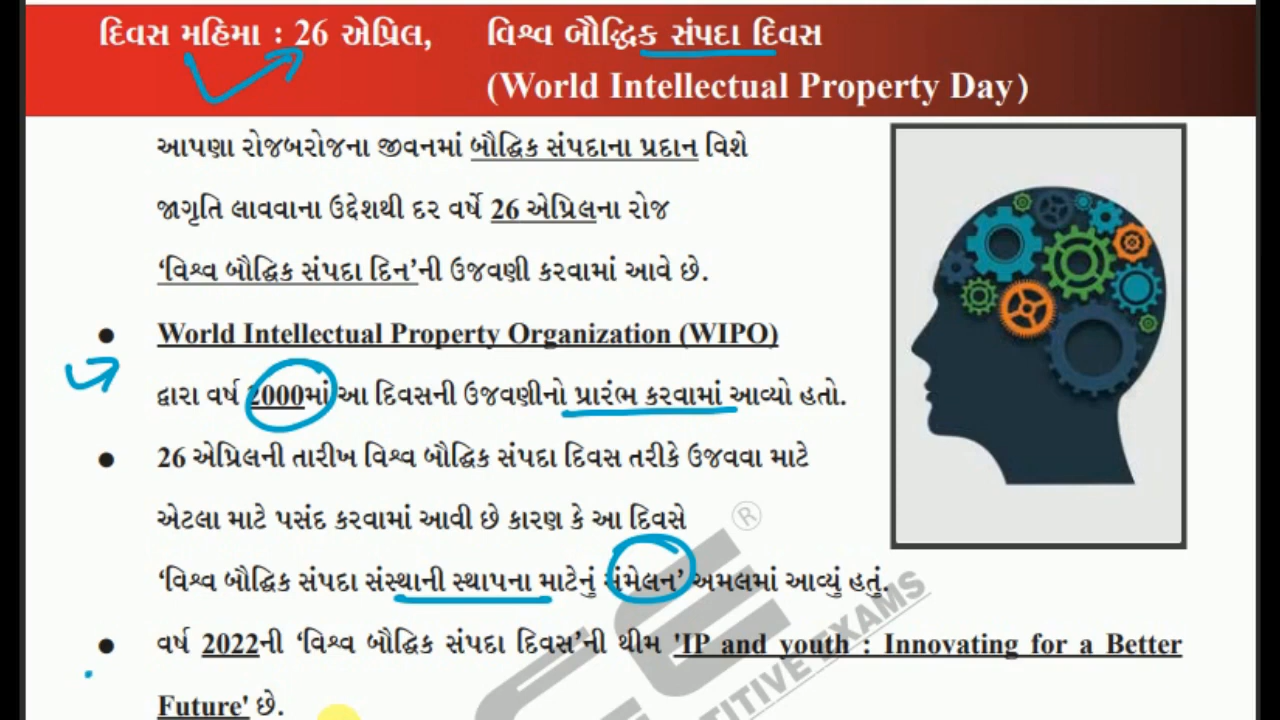 દિવસ મહિમા : 26 એપ્રિલ, વિશ્વ બૌદ્ધિક સંપદા દિવસ
(World Intellectual Property Day)
આપણા રોજબરોજના જીવનમાં બૌદ્ધિક સંપદાના પ્રદાન વિશે
જાગૃતિ લાવવાના ઉદ્દેશથી દર વર્ષે 26 એપ્રિલના રોજ
‘વિશ્વ બૌદ્ધિક સંપદા દિન’ની ઉજવણી કરવામાં આવે છે.
● World Intellectual Property Organization (WIPO)
દ્વારા વર્ષ 2000માં આ દિવસની ઉજવણીનો પ્રારંભ કરવામાં આવ્યો હતો.
● 26 એપ્રિલની તારીખ વિશ્વ બૌદ્ધિક સંપદા દિવસ તરીકે ઉજવવા માટે
એટલા માટે પસંદ કરવામાં આવી છે કારણ કે આ દિવસે
‘વિશ્વ બૌદ્ધિક સંપદા સંસ્થાની સ્થાપના માટેનું સંમેલન’ અમલમાં આવ્યું હતું.
● વર્ષ 2022ની ‘વિશ્વ બૌદ્ધિક સંપદા દિવસ’ની થીમ 'IP and youth : Innovating for a Better
Future' છે.
EXAMS